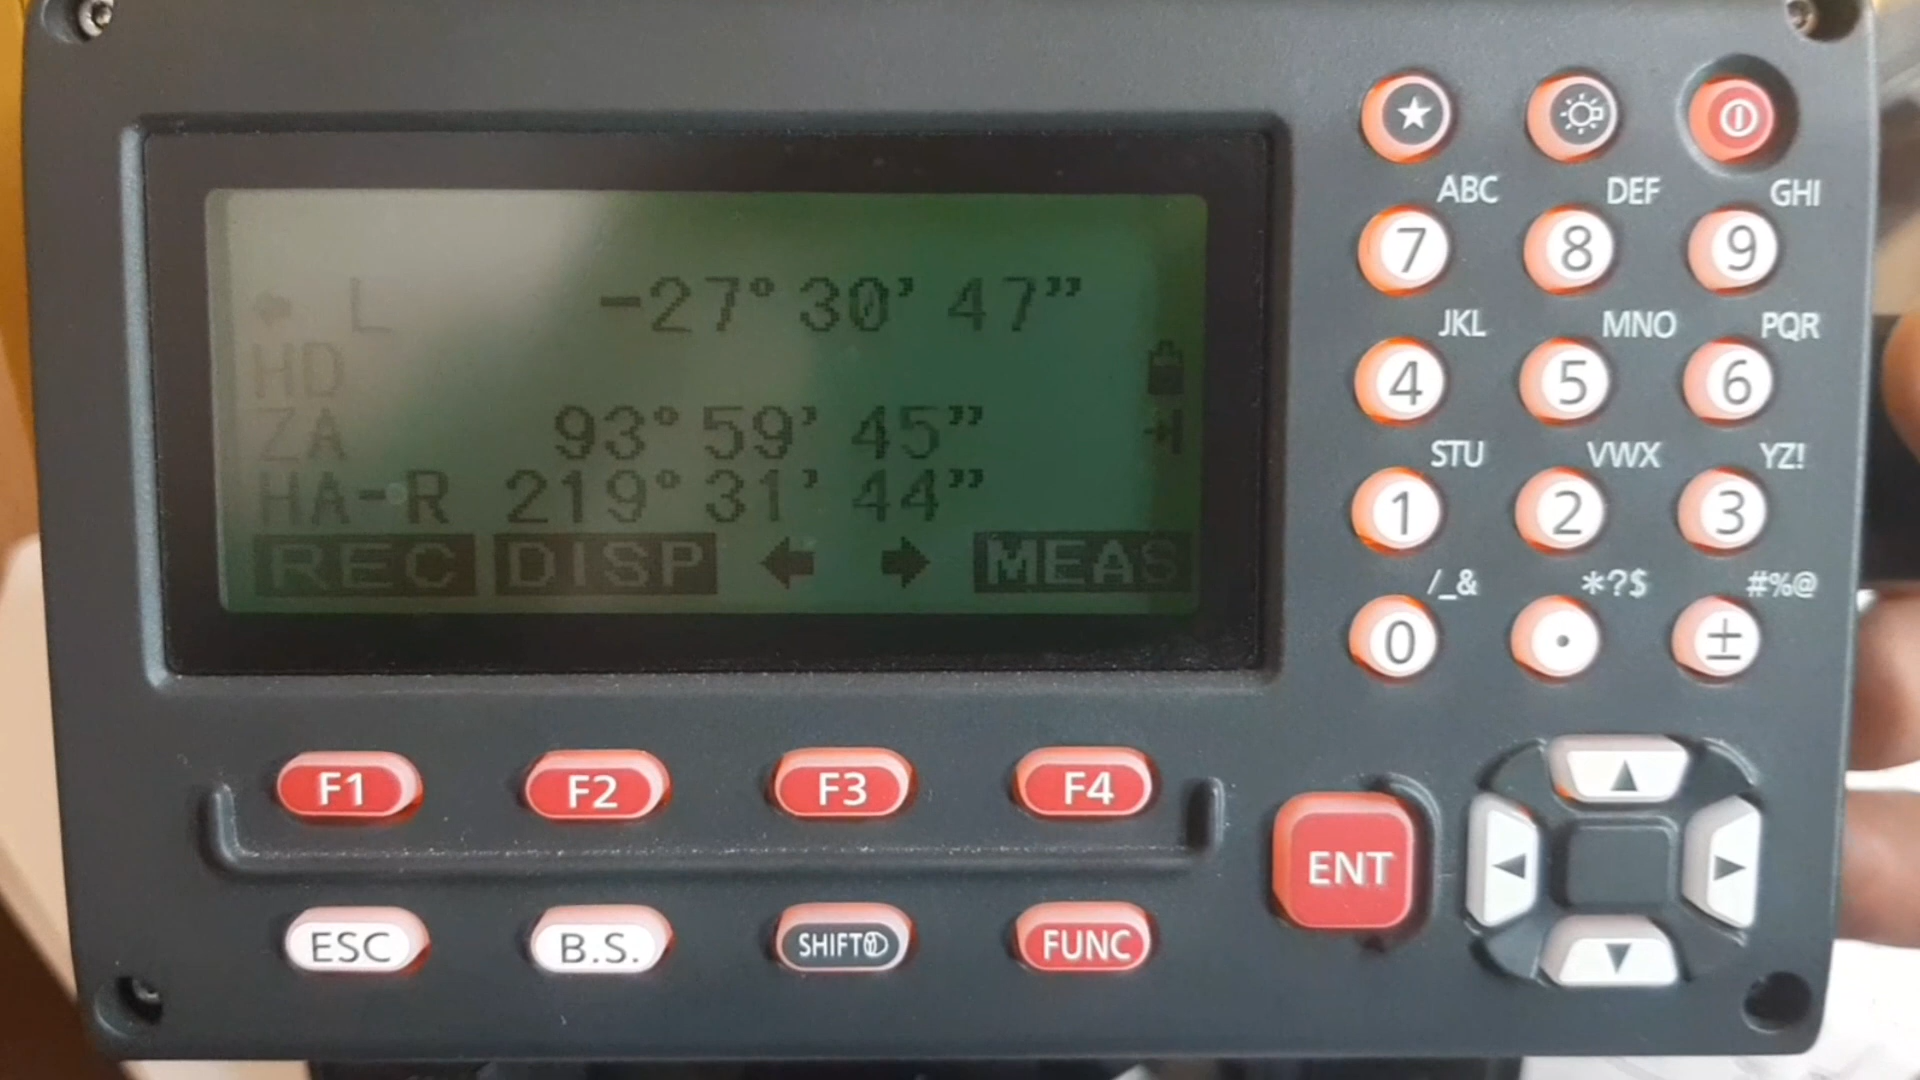 ← L -27° 30’ 47”
HD
ZA 93° 59’ 45”
HA-R 219° 31’ 44”
REC DISP ← → MEAS
★
ABC DEF GHI
7 8 9
JKL MNO PQR
4 5 6
STU VWX YZ!
1 2 3
/_& *?$ #%@
0 • ±
F1 F2 F3 F4
ENT
▲
◀ ▶
▼
ESC B.S. SHIFT FUNC